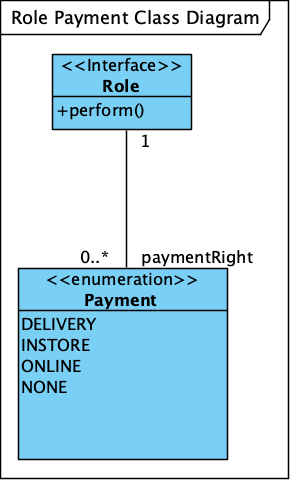 Role Payment Class Diagram
<<Interface>>
Role
+perform()
1
0..* paymentRight
<<enumeration>>
Payment
DELIVERY
INSTORE
ONLINE
NONE